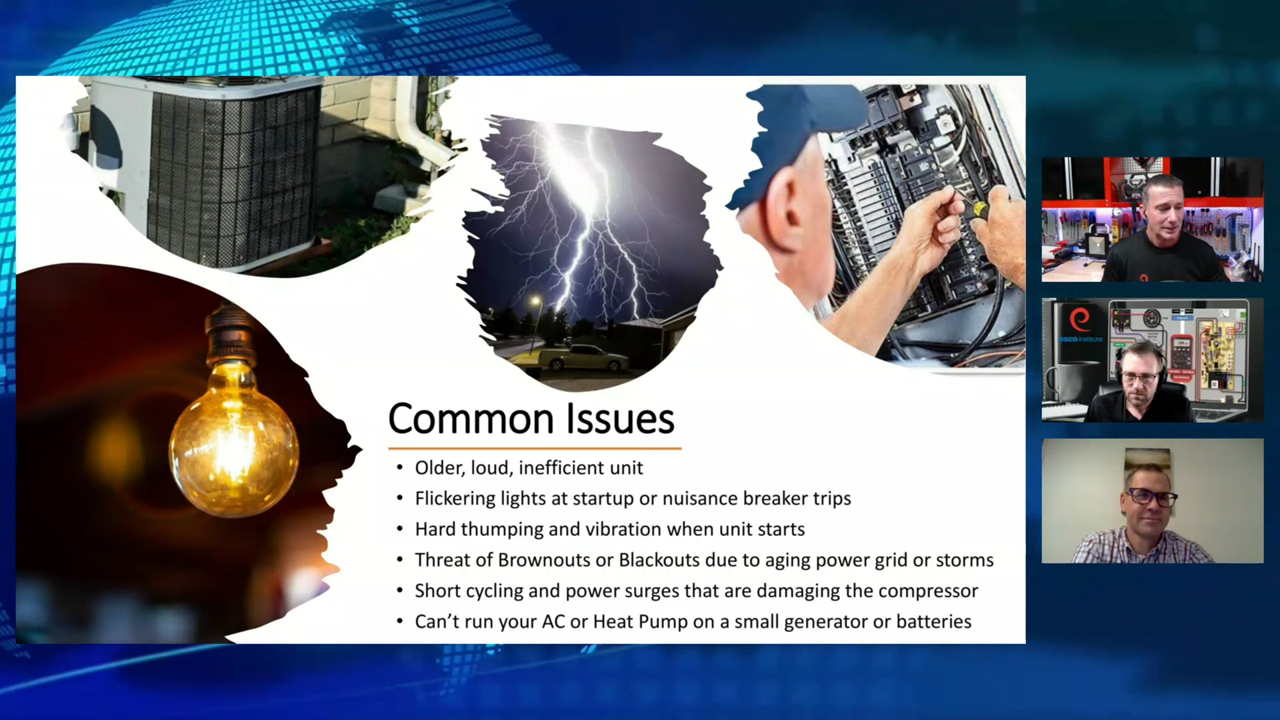 Common Issues
• Older, loud, inefficient unit
• Flickering lights at startup or nuisance breaker trips
• Hard thumping and vibration when unit starts
• Threat of Brownouts or Blackouts due to aging power grid or storms
• Short cycling and power surges that are damaging the compressor
• Can’t run your AC or Heat Pump on a small generator or batteries
esco institute